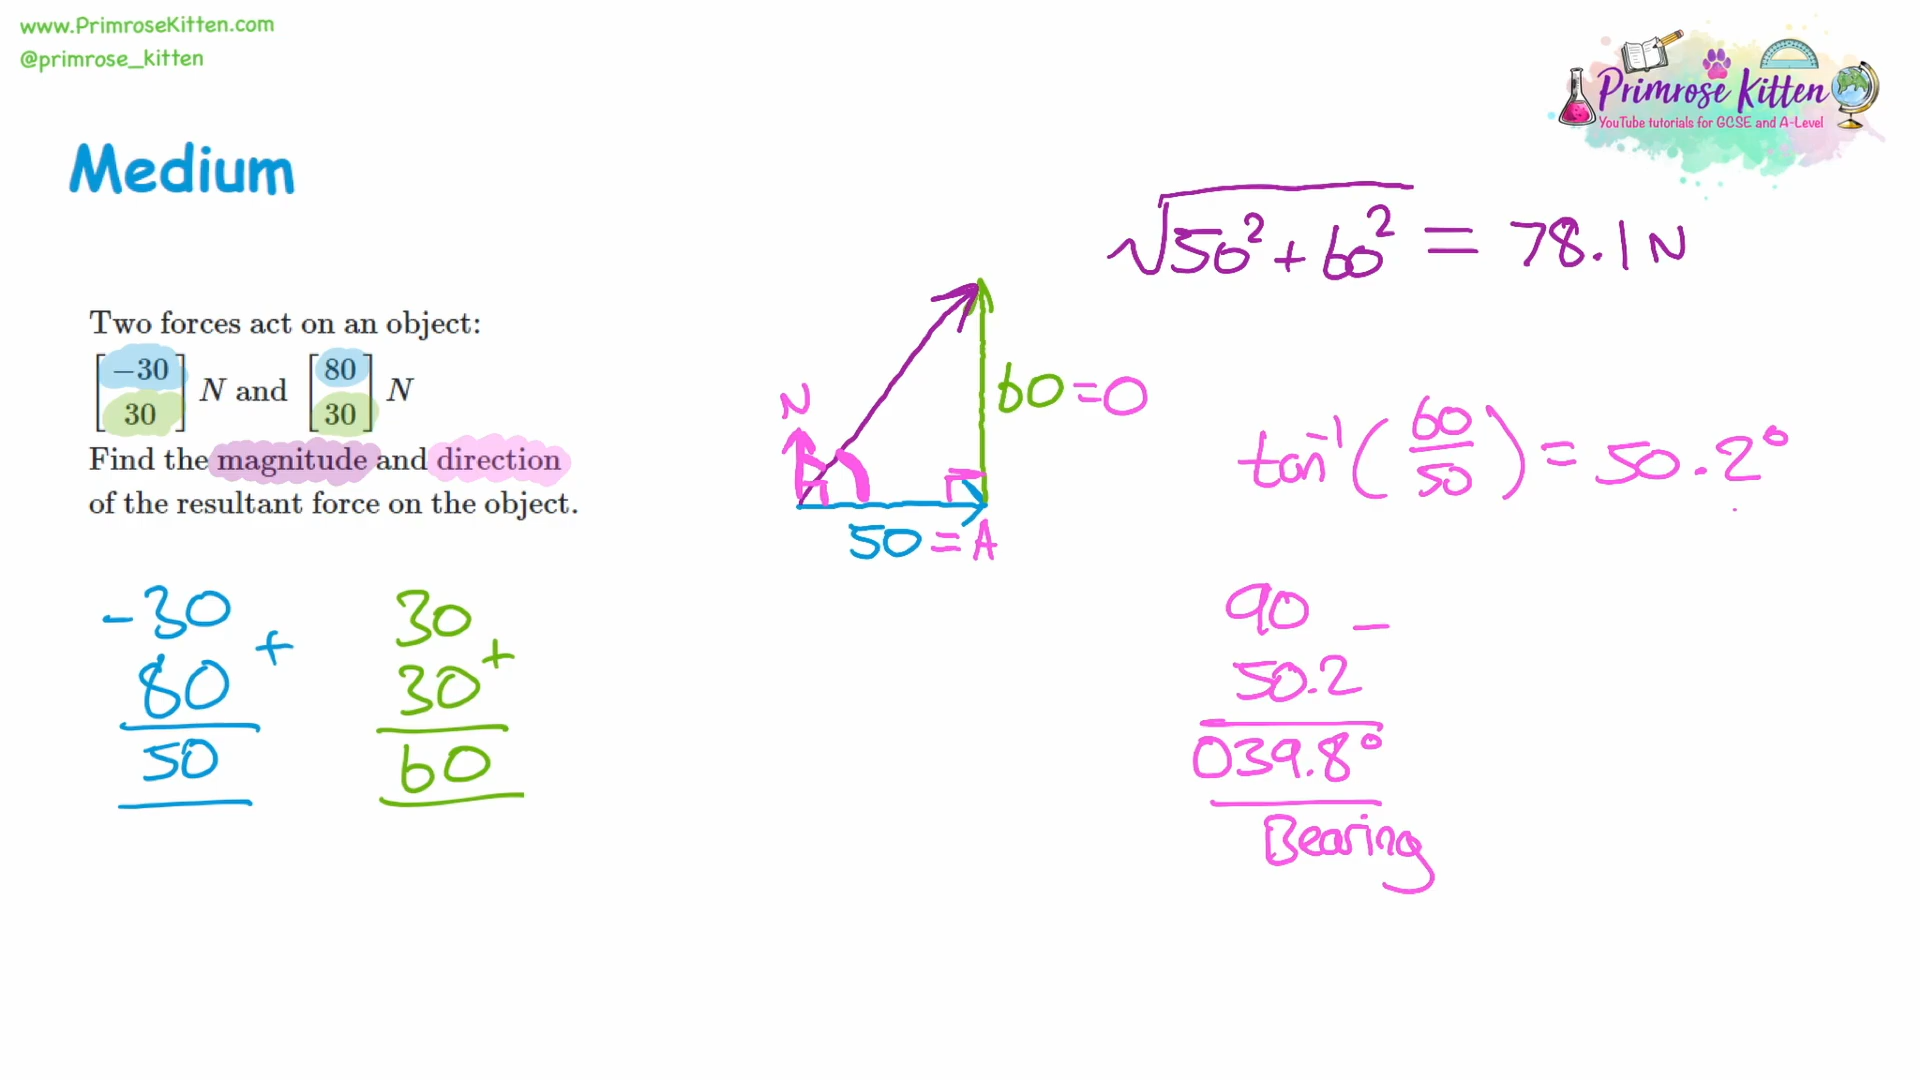 www.PrimroseKitten.com
@primrose_kitten
Primrose Kitten
YouTube tutorials for GCSE and A-Level
Medium
√50² + 60² = 78.1 N
Two forces act on an object:
[−30 30] N and [80 30] N
Find the magnitude and direction
of the resultant force on the object.
N
60 = O
50 = A
tan⁻¹(60/50) = 50.2°
-30
80 +
50
30
30 +
60
90 -
50.2
039.8°
Bearing